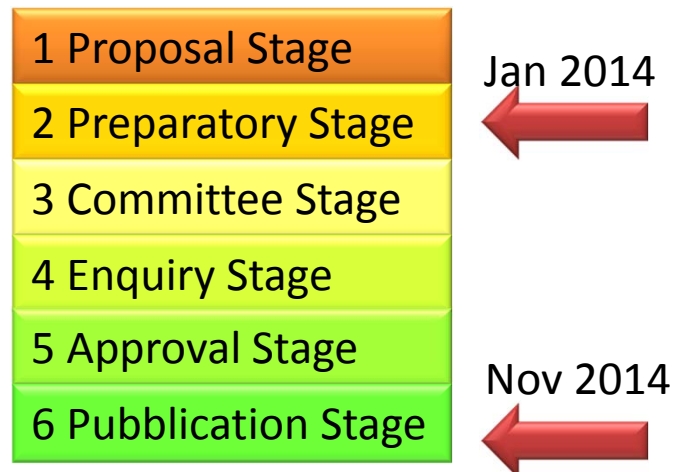 1 Proposal Stage
Jan 2014
2 Preparatory Stage
3 Committee Stage
4 Enquiry Stage
5 Approval Stage
Nov 2014
6 Pubblication Stage